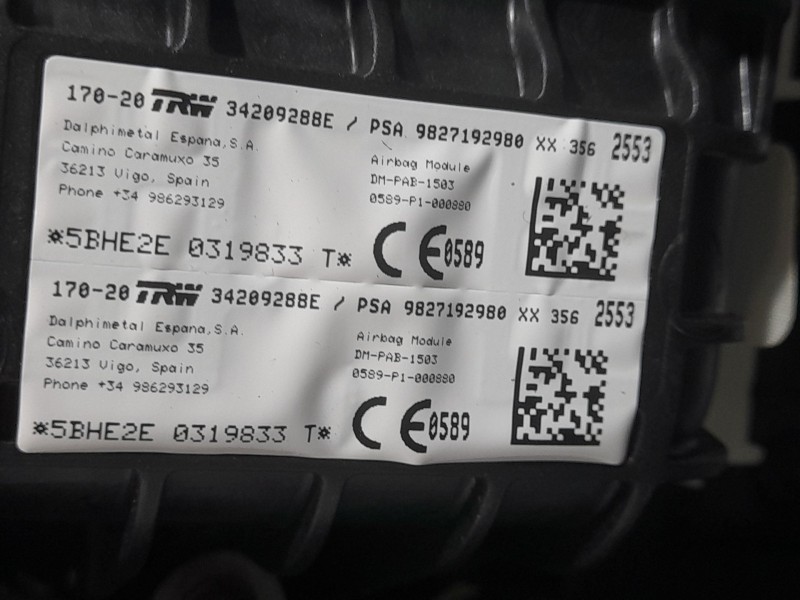 170-20 TRW 34209288E / PSA 9827192980 XX 356 2553
Dalphimetal Espana,S.A.
Camino Caramuxo 35
36213 Vigo, Spain
Phone +34 986293129
Airbag Module
DM-PAB-1503
0589-P1-000880
*5BHE2E 0319833 T*
CE0589
170-20 TRW 34209288E / PSA 9827192980 XX 356 2553
Dalphimetal Espana,S.A.
Camino Caramuxo 35
36213 Vigo, Spain
Phone +34 986293129
Airbag Module
DM-PAB-1503
0589-P1-000880
*5BHE2E 0319833 T*
CE0589